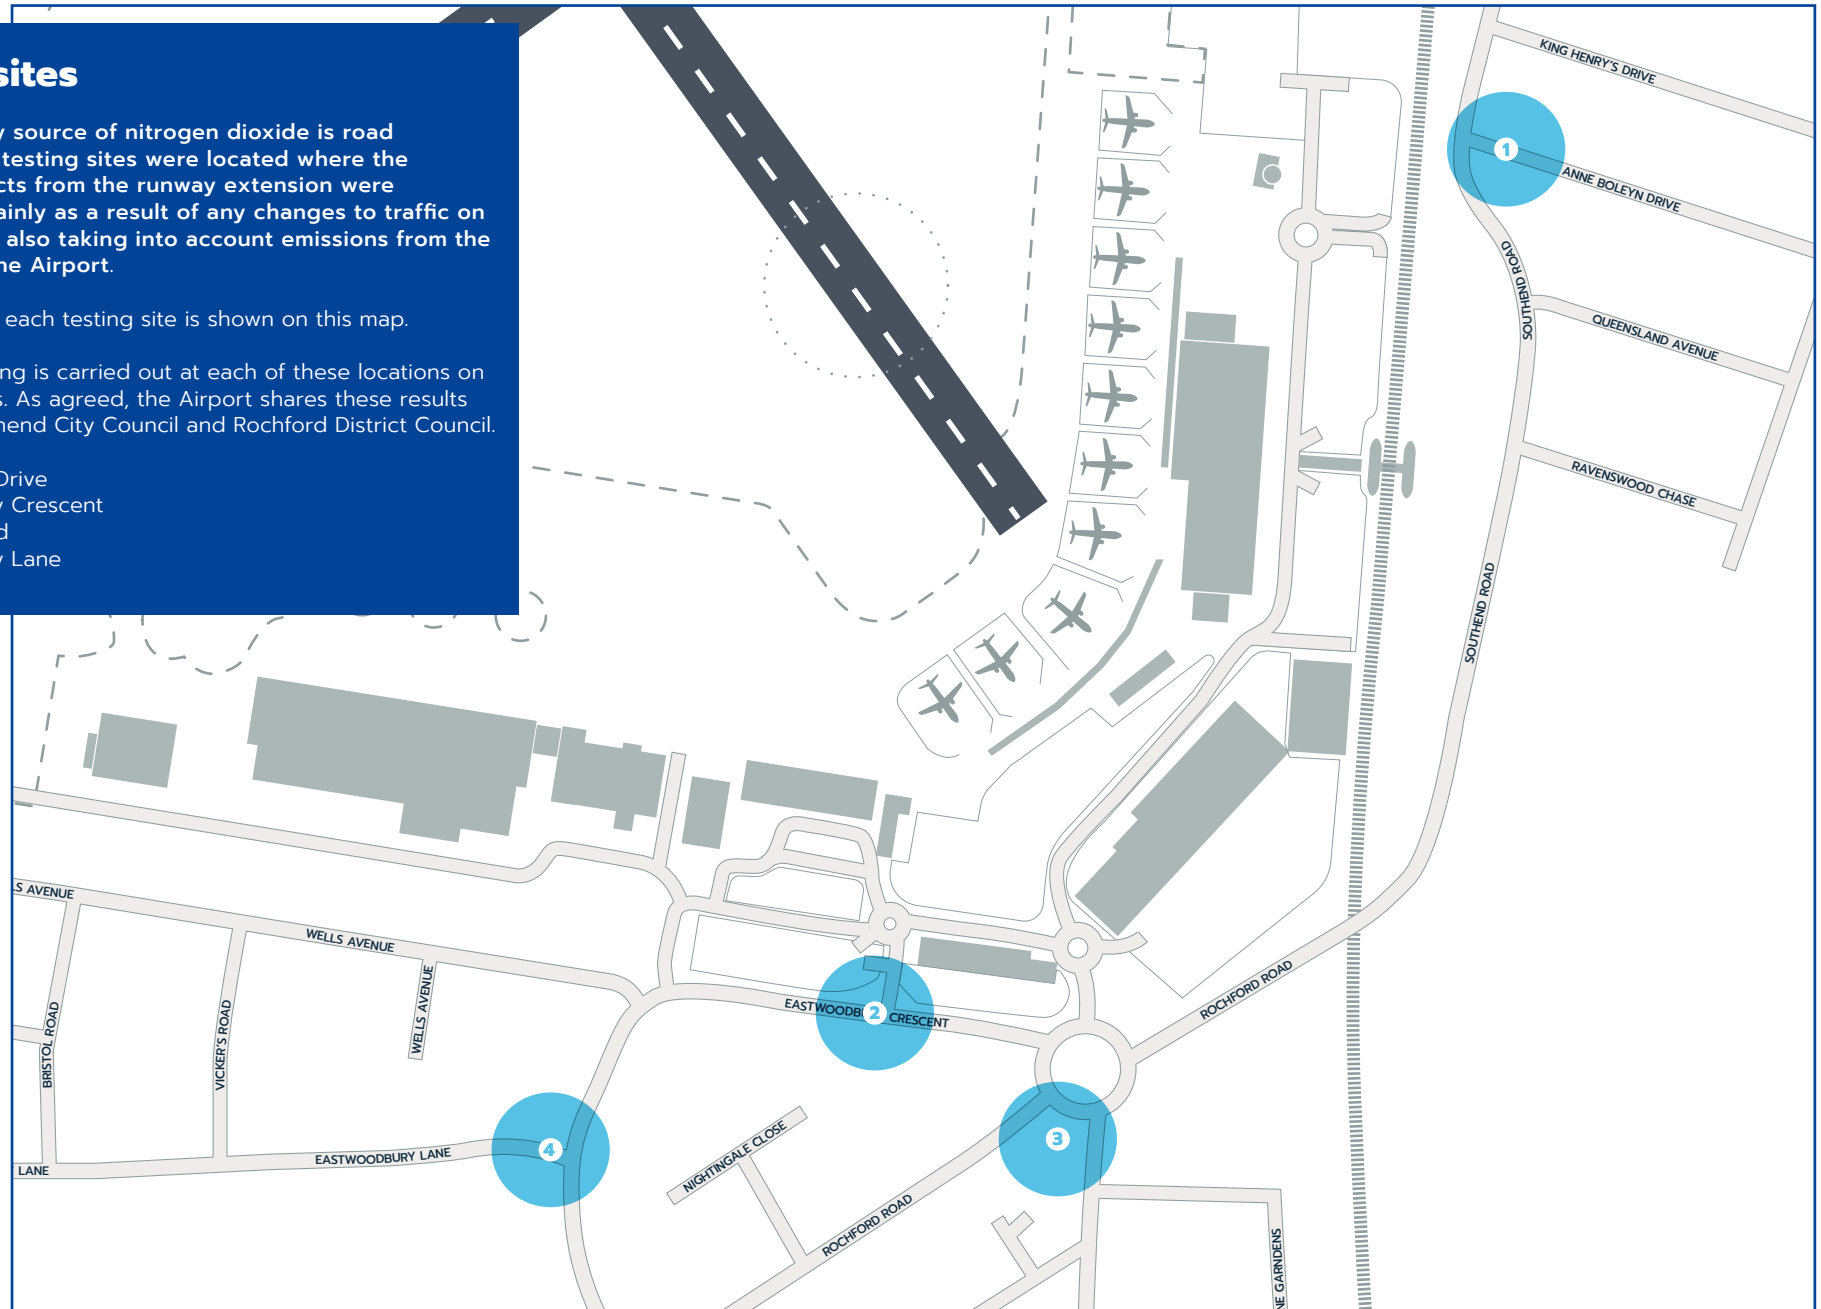 sites
y source of nitrogen dioxide is road
testing sites were located where the
cts from the runway extension were
ainly as a result of any changes to traffic on
also taking into account emissions from the
ne Airport.
each testing site is shown on this map.
ng is carried out at each of these locations on
s. As agreed, the Airport shares these results
hend City Council and Rochford District Council.
Drive
y Crescent
d
y Lane
KING HENRY'S DRIVE
1
ANNE BOLEYN DRIVE
SOUTHEND ROAD
QUEENSLAND AVENUE
RAVENSWOOD CHASE
SOUTHEND ROAD
S AVENUE
WELLS AVENUE
WELLS AVENUE
BRISTOL ROAD
VICKER'S ROAD
ROCHFORD ROAD
EASTWOODB
2
CRESCENT
3
4
EASTWOODBURY LANE
LANE
NIGHTINGALE CLOSE
ROCHFORD ROAD
NE GARNDENS